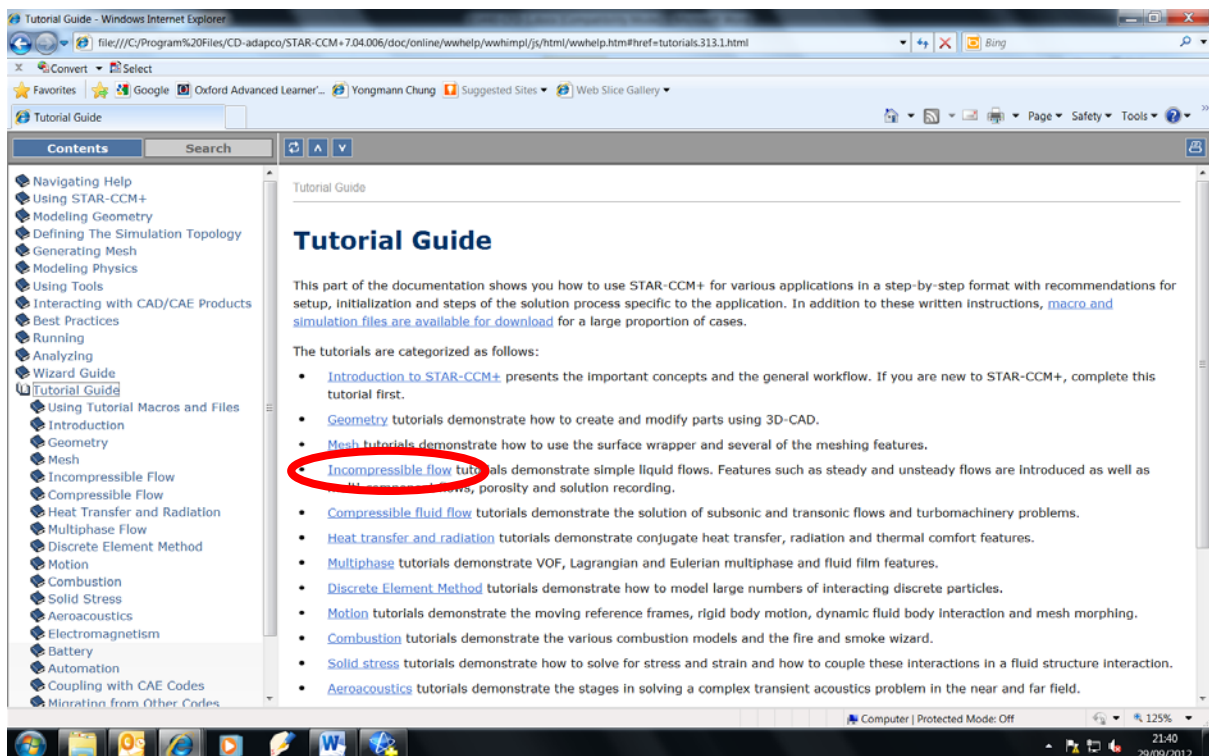 Tutorial Guide - Windows Internet Explorer
file:///C:/Program%20Files/CD-adapco/STAR-CCM+7.04.006/doc/online/wwhelp/wwhimpl/js/html/wwhelp.htm#href=tutorials.313.1.html
Bing
x Convert Select
Favorites Google Oxford Advanced Learner'... Yongmann Chung Suggested Sites Web Slice Gallery
Tutorial Guide
Page Safety Tools
Contents Search
Navigating Help
Using STAR-CCM+
Modeling Geometry
Defining The Simulation Topology
Generating Mesh
Modeling Physics
Using Tools
Interacting with CAD/CAE Products
Best Practices
Running
Analyzing
Wizard Guide
Tutorial Guide
Using Tutorial Macros and Files
Introduction
Geometry
Mesh
Incompressible Flow
Compressible Flow
Heat Transfer and Radiation
Multiphase Flow
Discrete Element Method
Motion
Combustion
Solid Stress
Aeroacoustics
Electromagnetism
Battery
Automation
Coupling with CAE Codes
Migrating from Other Codes
Tutorial Guide
Tutorial Guide
This part of the documentation shows you how to use STAR-CCM+ for various applications in a step-by-step format with recommendations for
setup, initialization and steps of the solution process specific to the application. In addition to these written instructions, macro and
simulation files are available for download for a large proportion of cases.
The tutorials are categorized as follows:
• Introduction to STAR-CCM+ presents the important concepts and the general workflow. If you are new to STAR-CCM+, complete this
tutorial first.
• Geometry tutorials demonstrate how to create and modify parts using 3D-CAD.
• Mesh tutorials demonstrate how to use the surface wrapper and several of the meshing features.
• Incompressible flow tutorials demonstrate simple liquid flows. Features such as steady and unsteady flows are introduced as well as
multi-component flows, porosity and solution recording.
• Compressible fluid flow tutorials demonstrate the solution of subsonic and transonic flows and turbomachinery problems.
• Heat transfer and radiation tutorials demonstrate conjugate heat transfer, radiation and thermal comfort features.
• Multiphase tutorials demonstrate VOF, Lagrangian and Eulerian multiphase and fluid film features.
• Discrete Element Method tutorials demonstrate how to model large numbers of interacting discrete particles.
• Motion tutorials demonstrate the moving reference frames, rigid body motion, dynamic fluid body interaction and mesh morphing.
• Combustion tutorials demonstrate the various combustion models and the fire and smoke wizard.
• Solid stress tutorials demonstrate how to solve for stress and strain and how to couple these interactions in a fluid structure interaction.
• Aeroacoustics tutorials demonstrate the stages in solving a complex transient acoustics problem in the near and far field.
Computer | Protected Mode: Off 125%
21:40
29/09/2012